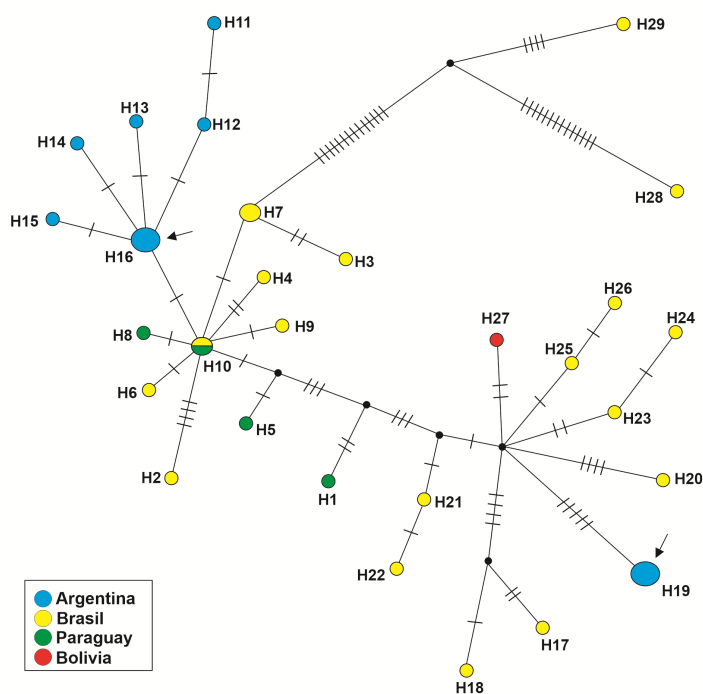 H11
H29
H13
H12
H14
H28
H15
H7
H16
H3
H4
H26
H8
H9
H27
H24
H10
H25
H6
H23
H5
H2
H20
H1
H21
H22
H19
H17
H18
Argentina
Brasil
Paraguay
Bolivia